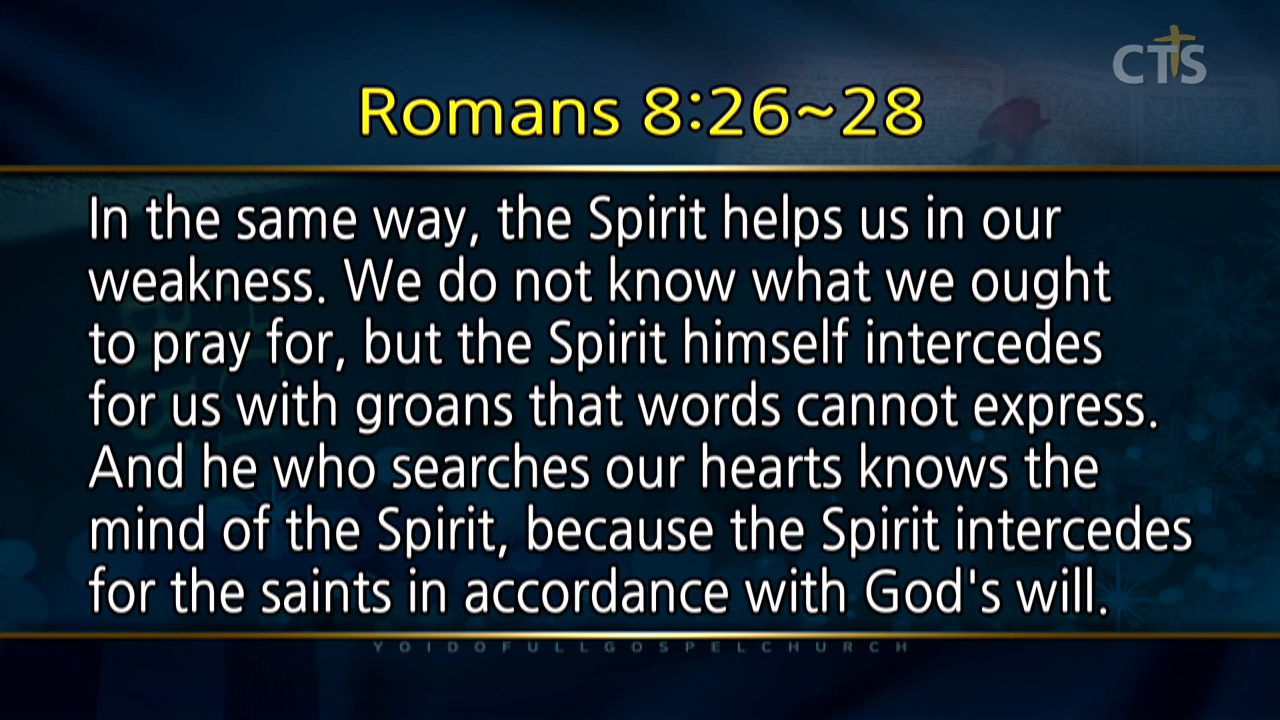 CTS
Romans 8:26~28
In the same way, the Spirit helps us in our
weakness. We do not know what we ought
to pray for, but the Spirit himself intercedes
for us with groans that words cannot express.
And he who searches our hearts knows the
mind of the Spirit, because the Spirit intercedes
for the saints in accordance with God's will.
YOIDOFULLGOSPELCHURCH